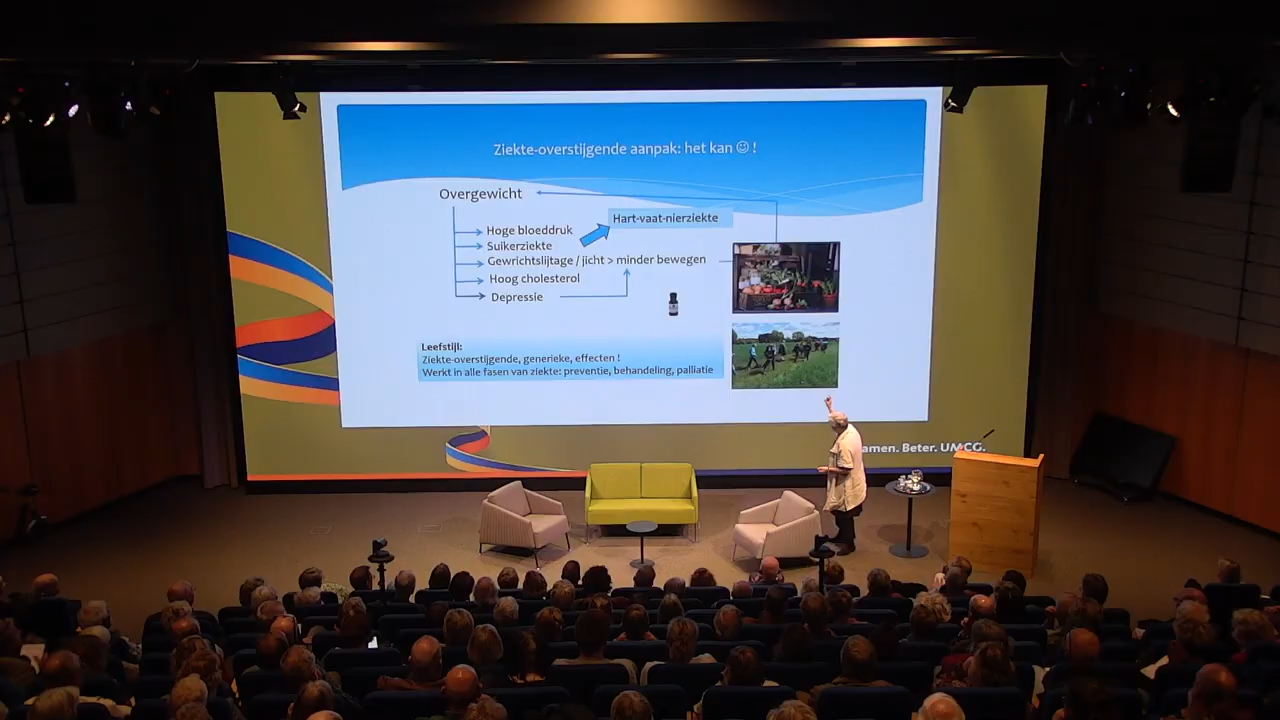 Ziekte-overstijgende aanpak: het kan ☺ !
Overgewicht
Hart-vaat-nierziekte
Hoge bloeddruk
Suikerziekte
Gewrichtslijtage / jicht > minder bewegen
Hoog cholesterol
Depressie
Leefstijl:
Ziekte-overstijgende, generieke, effecten !
Werkt in alle fasen van ziekte: preventie, behandeling, palliatie
amen. Beter. UMCG.